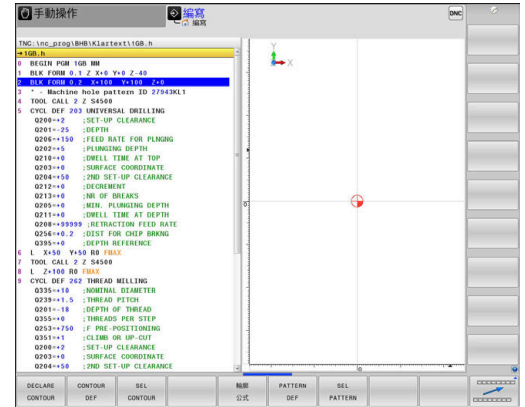 手動操作
編寫
編寫
DNC
TNC:\nc_prog\BHB\Klartext\1GB.h
→1GB.h
0 BEGIN PGM 1GB MM
1 BLK FORM 0.1 Z X+0 Y+0 Z-40
2 BLK FORM 0.2 X+100 Y+100 Z+0
3 * - Machine hole pattern ID 27943KL1
4 TOOL CALL 2 Z S4500
5 CYCL DEF 203 UNIVERSAL DRILLING
Q200=+2 ;SET-UP CLEARANCE
Q201=-25 ;DEPTH
Q206=+150 ;FEED RATE FOR PLNGNG
Q202=+5 ;PLUNGING DEPTH
Q210=+0 ;DWELL TIME AT TOP
Q203=+0 ;SURFACE COORDINATE
Q204=+50 ;2ND SET-UP CLEARANCE
Q212=+0 ;DECREMENT
Q213=+0 ;NR OF BREAKS
Q205=+0 ;MIN. PLUNGING DEPTH
Q211=+0 ;DWELL TIME AT DEPTH
Q208=+99999 ;RETRACTION FEED RATE
Q256=+0.2 ;DIST FOR CHIP BRKNG
Q395=+0 ;DEPTH REFERENCE
6 L X+50 Y+50 R0 FMAX
7 TOOL CALL 2 Z S4500
8 L Z+100 R0 FMAX
9 CYCL DEF 262 THREAD MILLING
Q335=+10 ;NOMINAL DIAMETER
Q239=+1.5 ;THREAD PITCH
Q201=-18 ;DEPTH OF THREAD
Q355=+0 ;THREADS PER STEP
Q253=+750 ;F PRE-POSITIONING
Q351=+1 ;CLIMB OR UP-CUT
Q200=+2 ;SET-UP CLEARANCE
Q203=+0 ;SURFACE COORDINATE
Q204=+50 ;2ND SET-UP CLEARANCE
Y
X
0
0
DECLARE CONTOUR
CONTOUR DEF
SEL CONTOUR
輪廓 公式
PATTERN DEF
SEL PATTERN